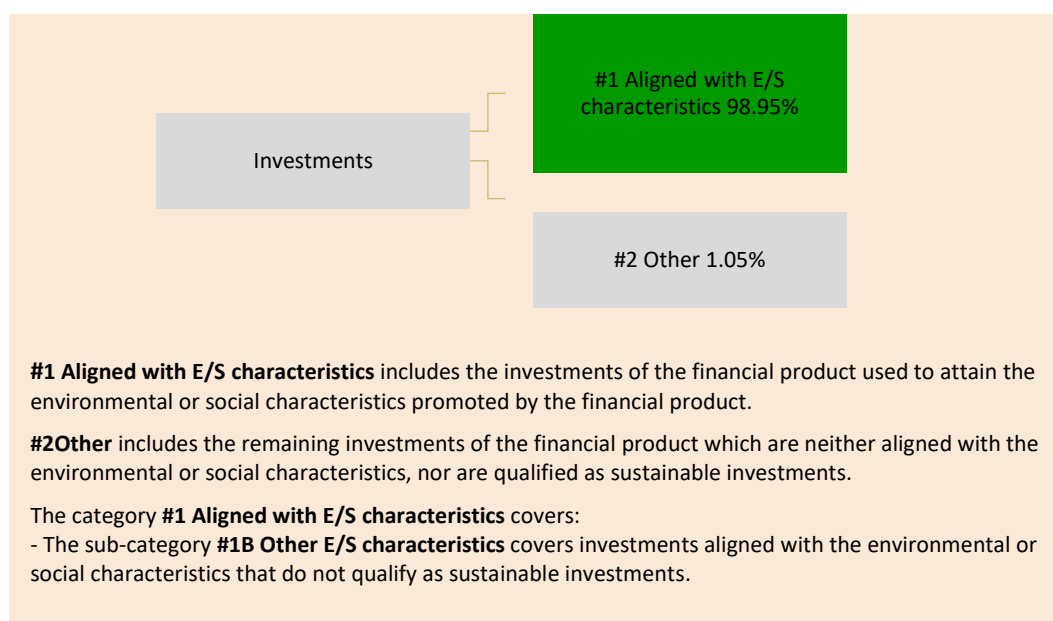 #1 Aligned with E/S
characteristics 98.95%
Investments
#2 Other 1.05%
#1 Aligned with E/S characteristics includes the investments of the financial product used to attain the
environmental or social characteristics promoted by the financial product.
#2Other includes the remaining investments of the financial product which are neither aligned with the
environmental or social characteristics, nor are qualified as sustainable investments.
The category #1 Aligned with E/S characteristics covers:
- The sub-category #1B Other E/S characteristics covers investments aligned with the environmental or
social characteristics that do not qualify as sustainable investments.